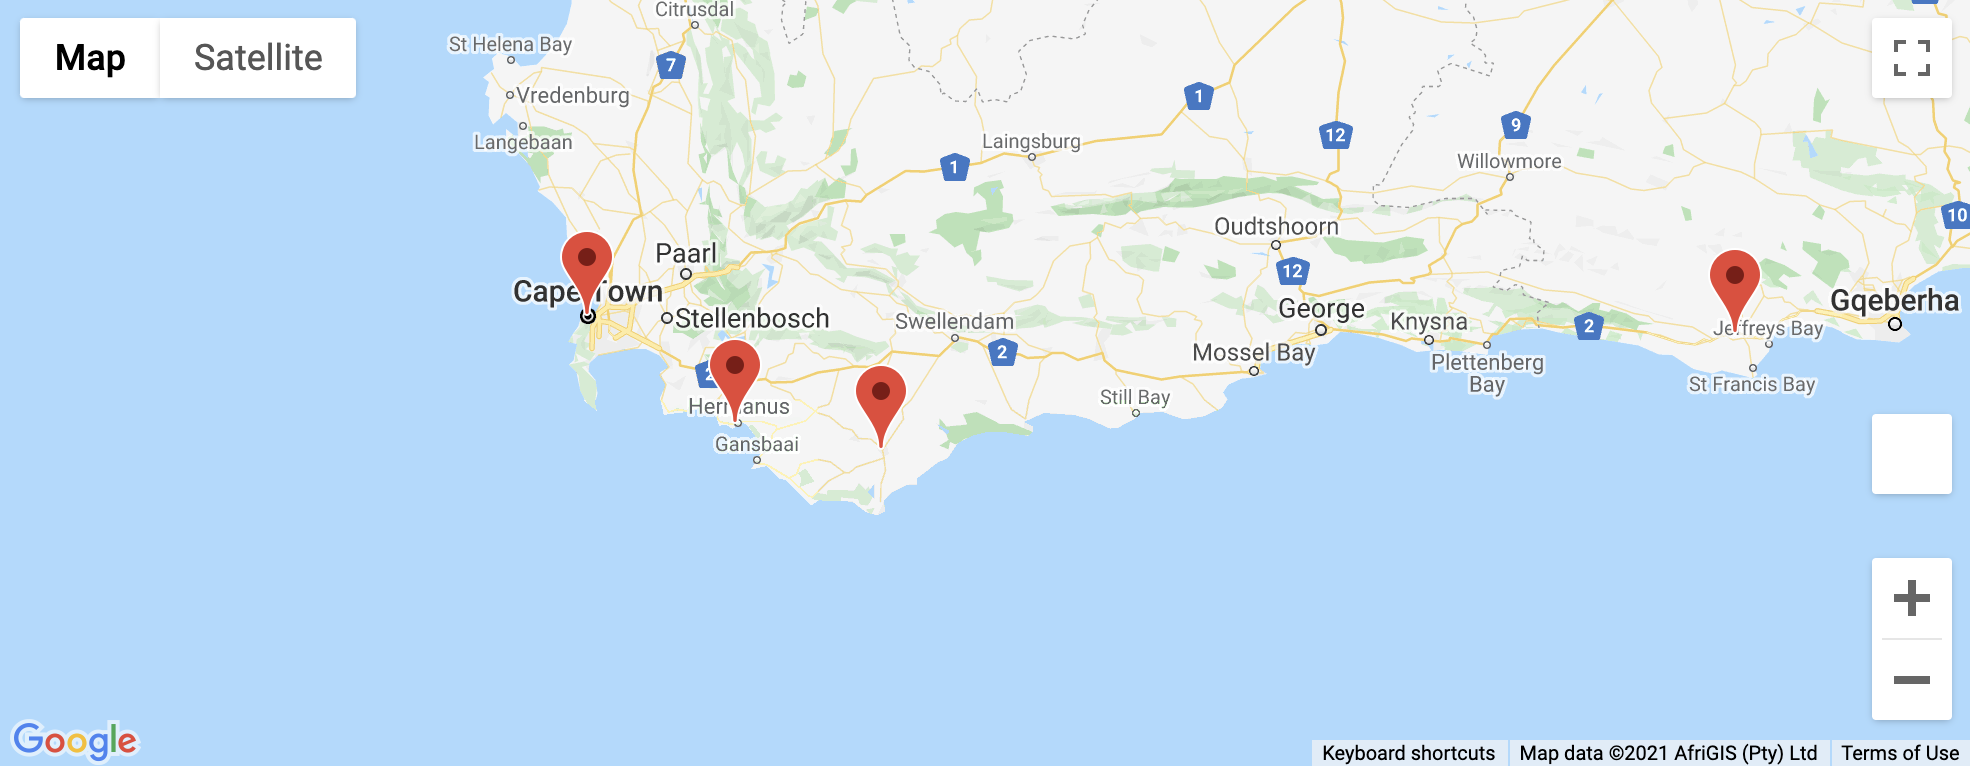 Map
Satellite
Citrusdal
St Helena Bay
7
Vredenburg
1
12
9
Langebaan
Laingsburg
Willowmore
1
10
Oudtshoorn
Paarl
12
Cape Town
Gqeberha
George
Stellenbosch
Swellendam
Knysna
2
Jeffreys Bay
2
Mossel Bay
Plettenberg
Bay
2
St Francis Bay
Still Bay
Hermanus
Gansbaai
Google
Keyboard shortcuts
Map data ©2021 AfriGIS (Pty) Ltd
Terms of Use